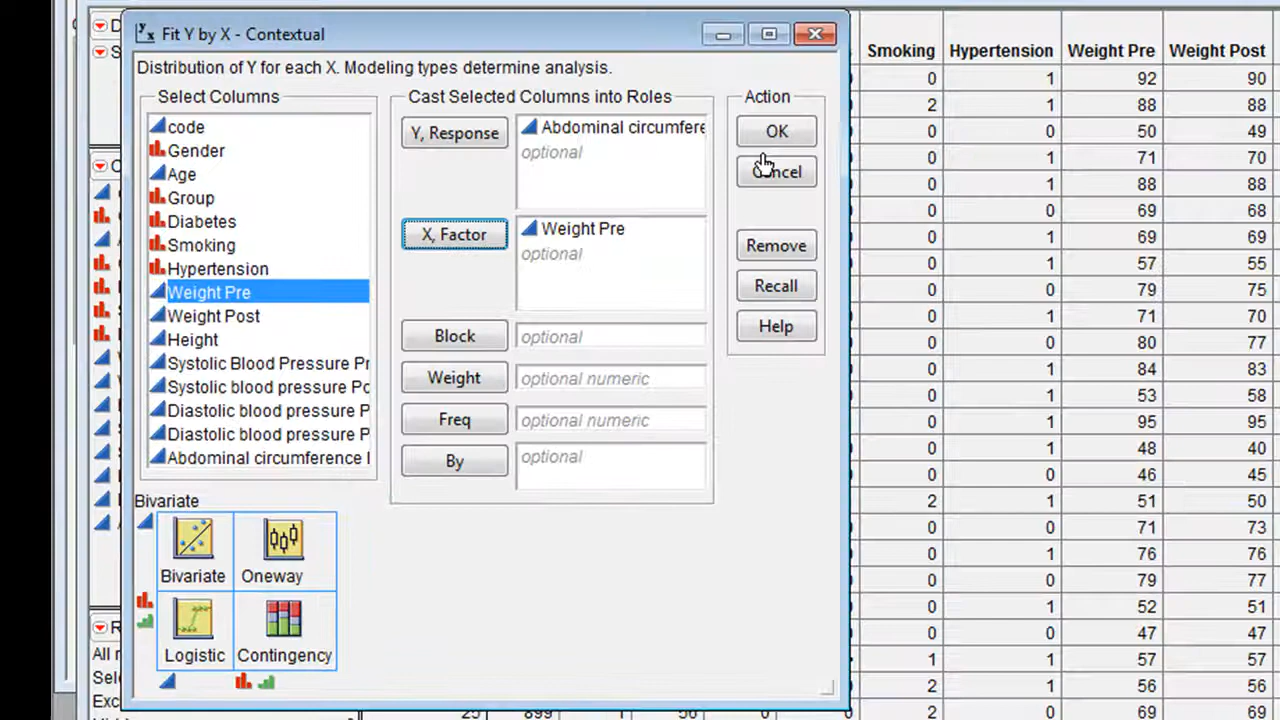 Fit Y by X - Contextual
Distribution of Y for each X. Modeling types determine analysis.
Select Columns
code
Gender
Age
Group
Diabetes
Smoking
Hypertension
Weight Pre
Weight Post
Height
Systolic Blood Pressure Pr
Systolic blood pressure Po
Diastolic blood pressure P
Diastolic blood pressure P
Abdominal circumference
Cast Selected Columns into Roles
Y, Response
Abdominal circumfere
optional
X, Factor
Weight Pre
optional
Block
optional
Weight
optional numeric
Freq
optional numeric
By
optional
Action
OK
Cancel
Remove
Recall
Help
Bivariate
Bivariate
Oneway
Logistic
Contingency
Smoking Hypertension Weight Pre Weight Post
0 1 92 90
2 1 88 88
0 0 50 49
0 1 71 70
0 1 88 88
0 0 69 68
0 1 69 69
0 1 57 55
0 0 79 75
0 1 71 70
0 0 80 77
0 1 84 83
0 1 53 58
0 1 95 95
0 1 48 40
0 0 46 45
2 1 51 50
0 0 71 73
0 1 76 76
0 0 79 77
0 1 52 51
0 0 47 47
1 1 57 57
2 1 56 56
25 899 1 56 0 0 2 0 69 69
All r
Sele
Exc